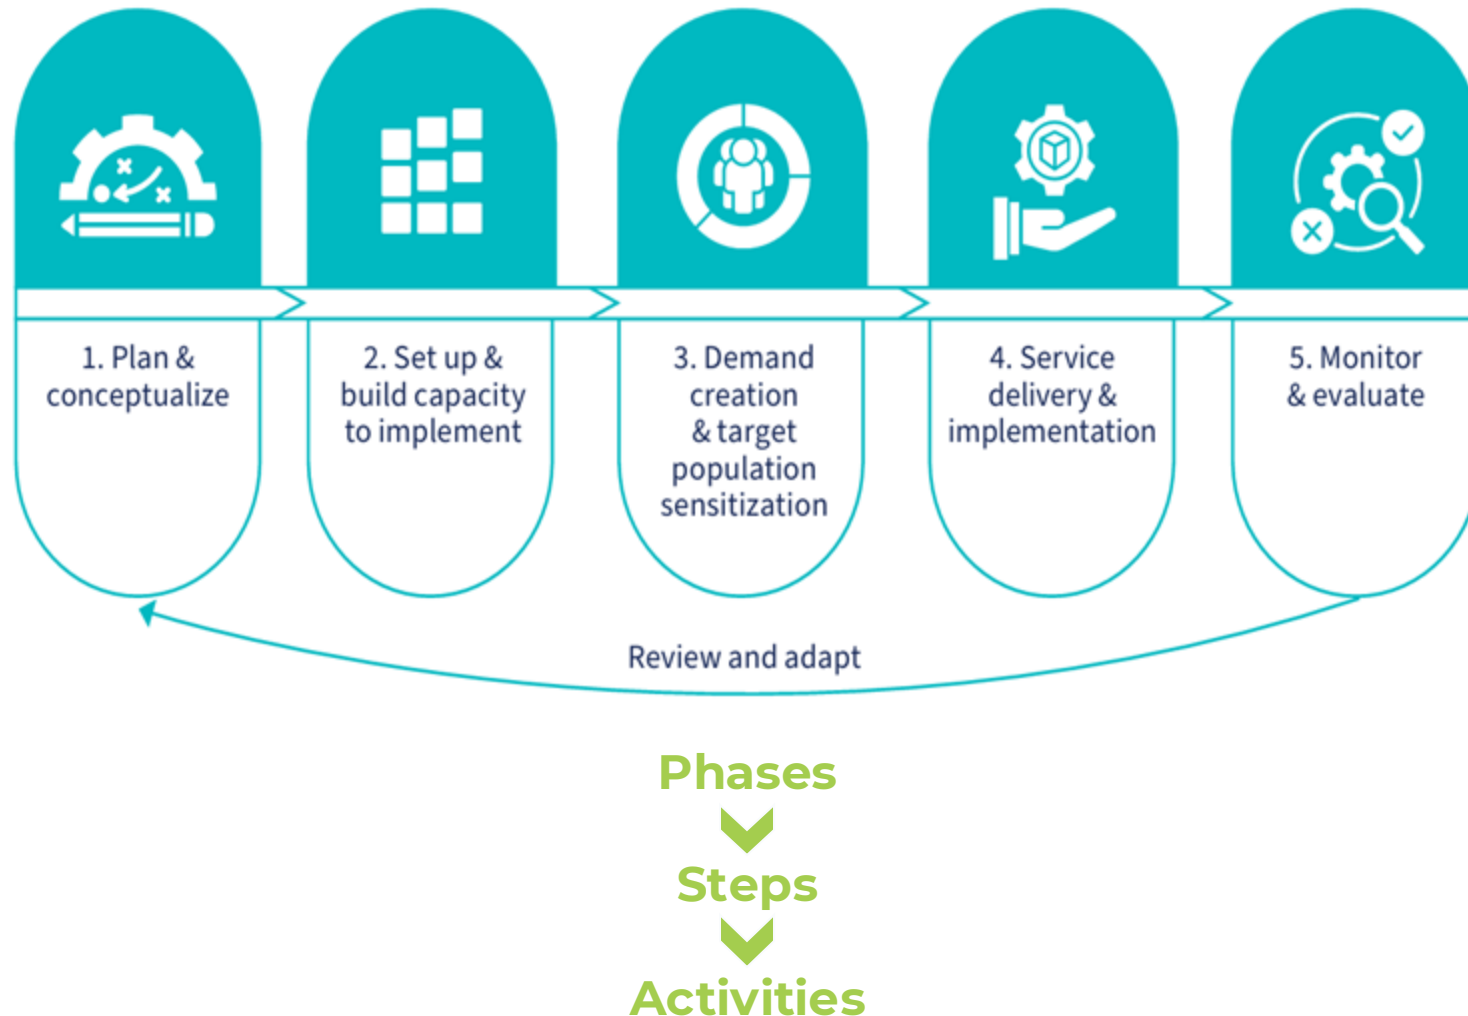 1. Plan &
conceptualize
2. Set up &
build capacity
to implement
3. Demand
creation
& target
population
sensitization
4. Service
delivery &
implementation
5. Monitor
& evaluate
Review and adapt
Phases
Steps
Activities